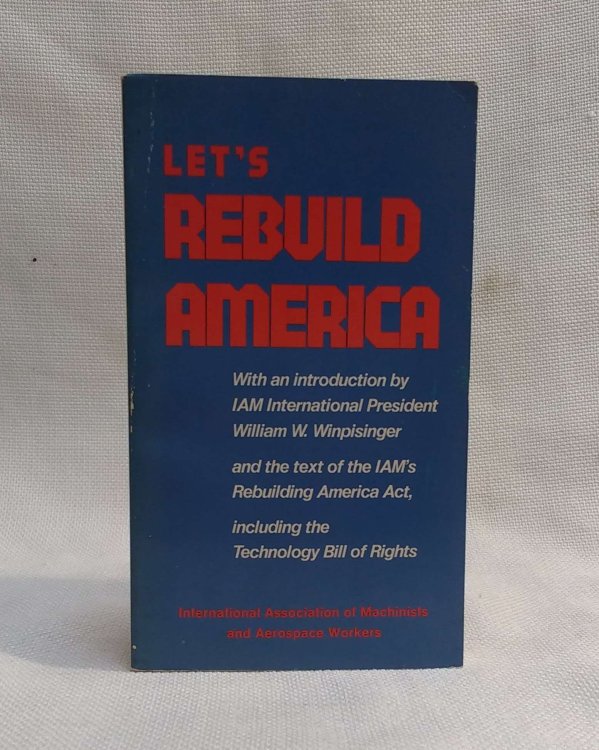 LET'S
REBUILD
AMERICA
With an introduction by
IAM International President
William W. Winpisinger
and the text of the IAM's
Rebuilding America Act,
including the
Technology Bill of Rights
International Association of Machinists
and Aerospace Workers